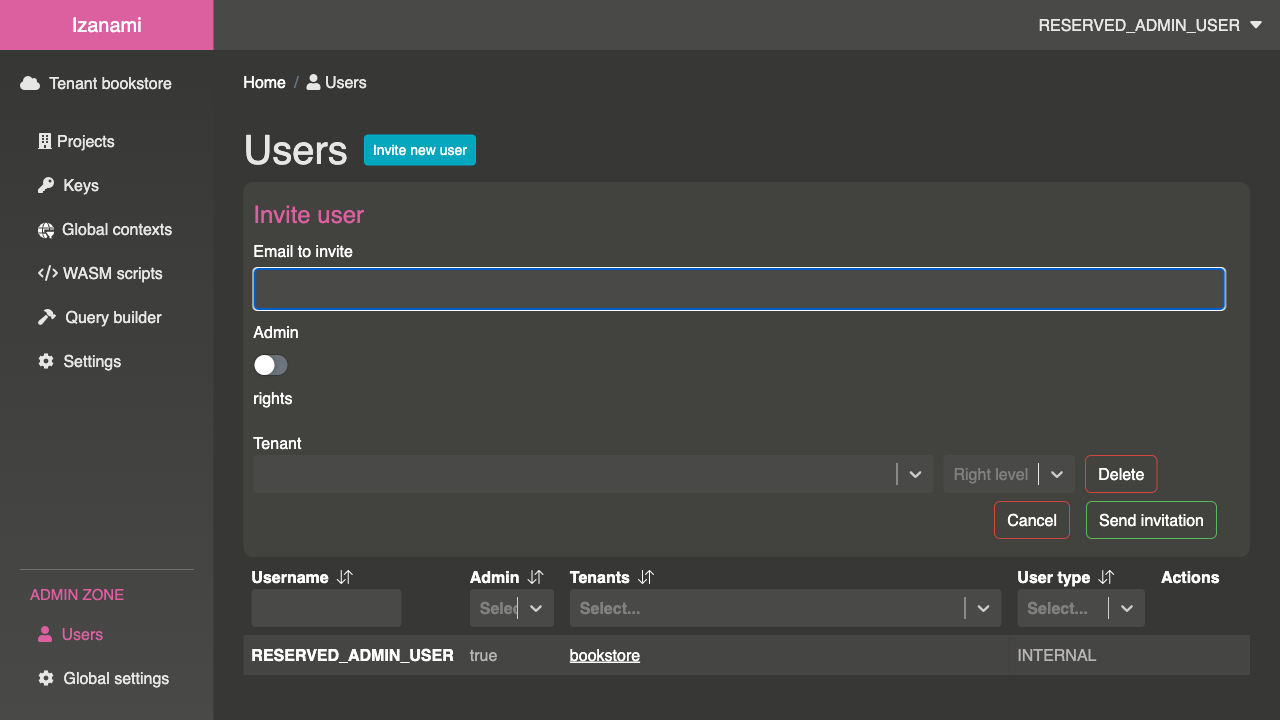 Izanami
RESERVED_ADMIN_USER
Tenant bookstore
Projects
Keys
Global contexts
WASM scripts
Query builder
Settings
ADMIN ZONE
Users
Global settings
Home / Users
Users
Invite new user
Invite user
Email to invite
Admin
rights
Tenant
Right level
Delete
Cancel
Send invitation
Username Admin Tenants User type Actions
Select... Select...
RESERVED_ADMIN_USER true bookstore INTERNAL